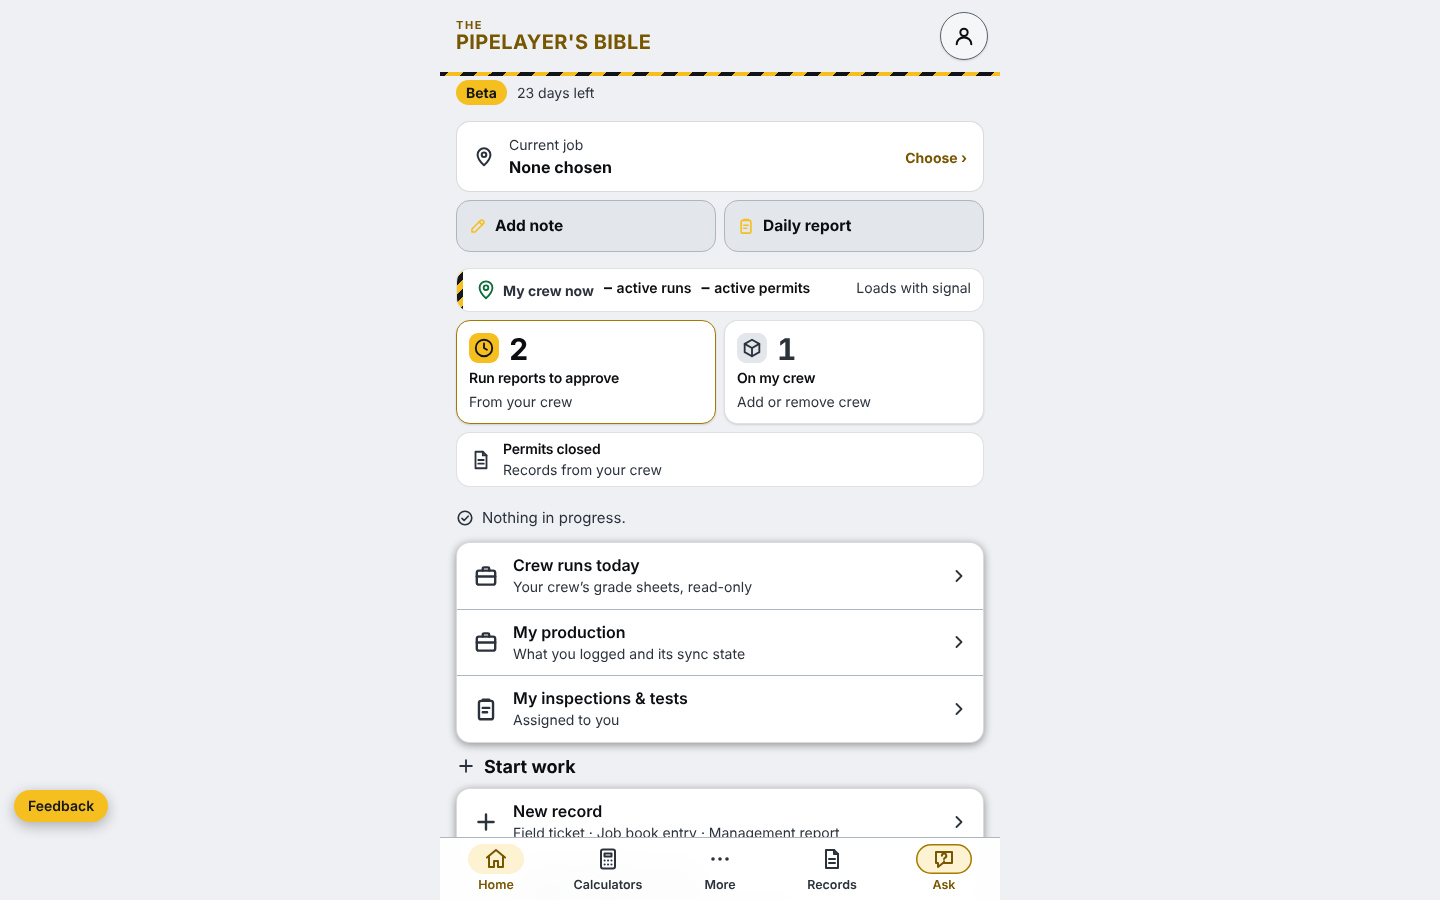 THE
PIPELAYER'S BIBLE
Beta 23 days left
Current job
None chosen
Choose ›
Add note
Daily report
My crew now – active runs – active permits Loads with signal
2
Run reports to approve
From your crew
1
On my crew
Add or remove crew
Permits closed
Records from your crew
Nothing in progress.
Crew runs today
Your crew’s grade sheets, read-only
My production
What you logged and its sync state
My inspections & tests
Assigned to you
Start work
New record
Field ticket · Job book entry · Management report
Feedback
Home
Calculators
More
Records
Ask